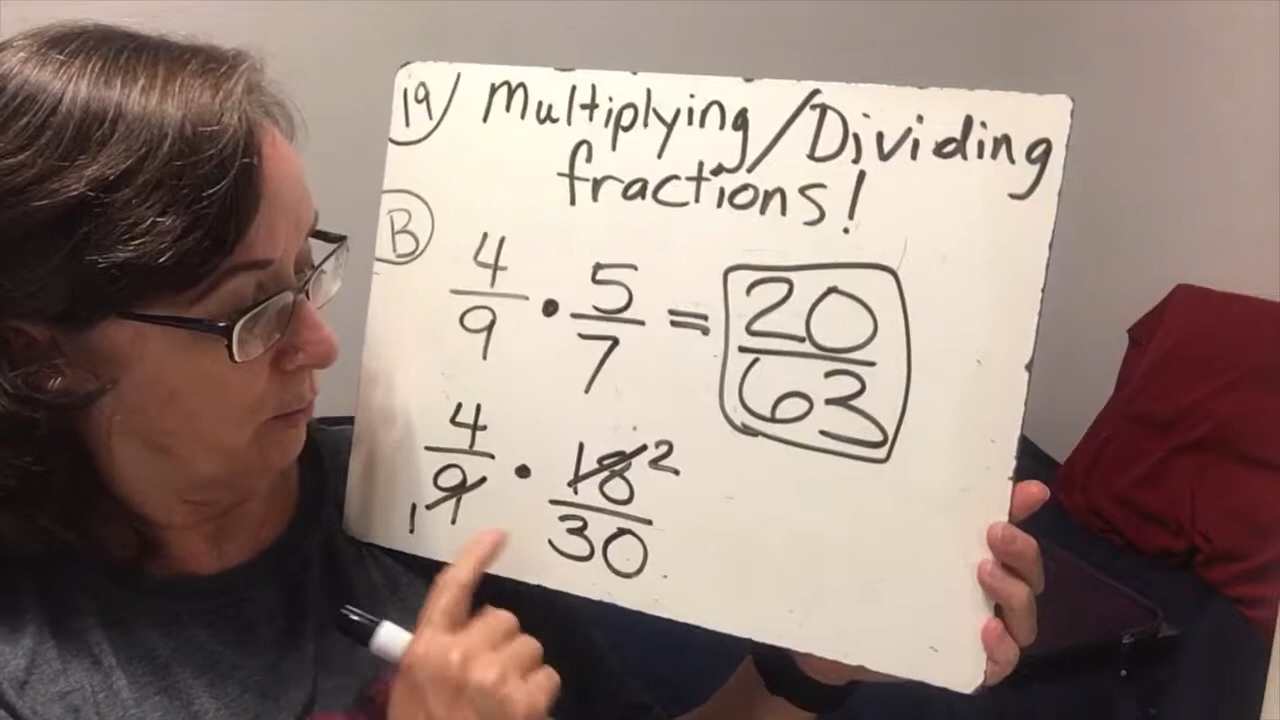 19) Multiplying/Dividing
fractions!
B
4/9 • 5/7 = 20/63
4/9 1 • 18/30 2